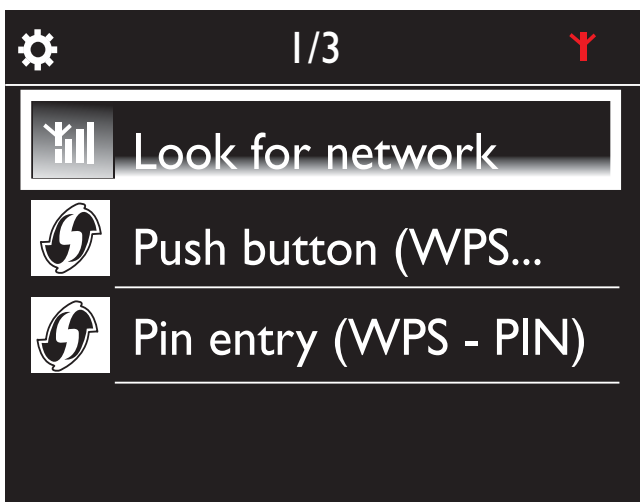 1/3
Look for network
Push button (WPS...
Pin entry (WPS - PIN)